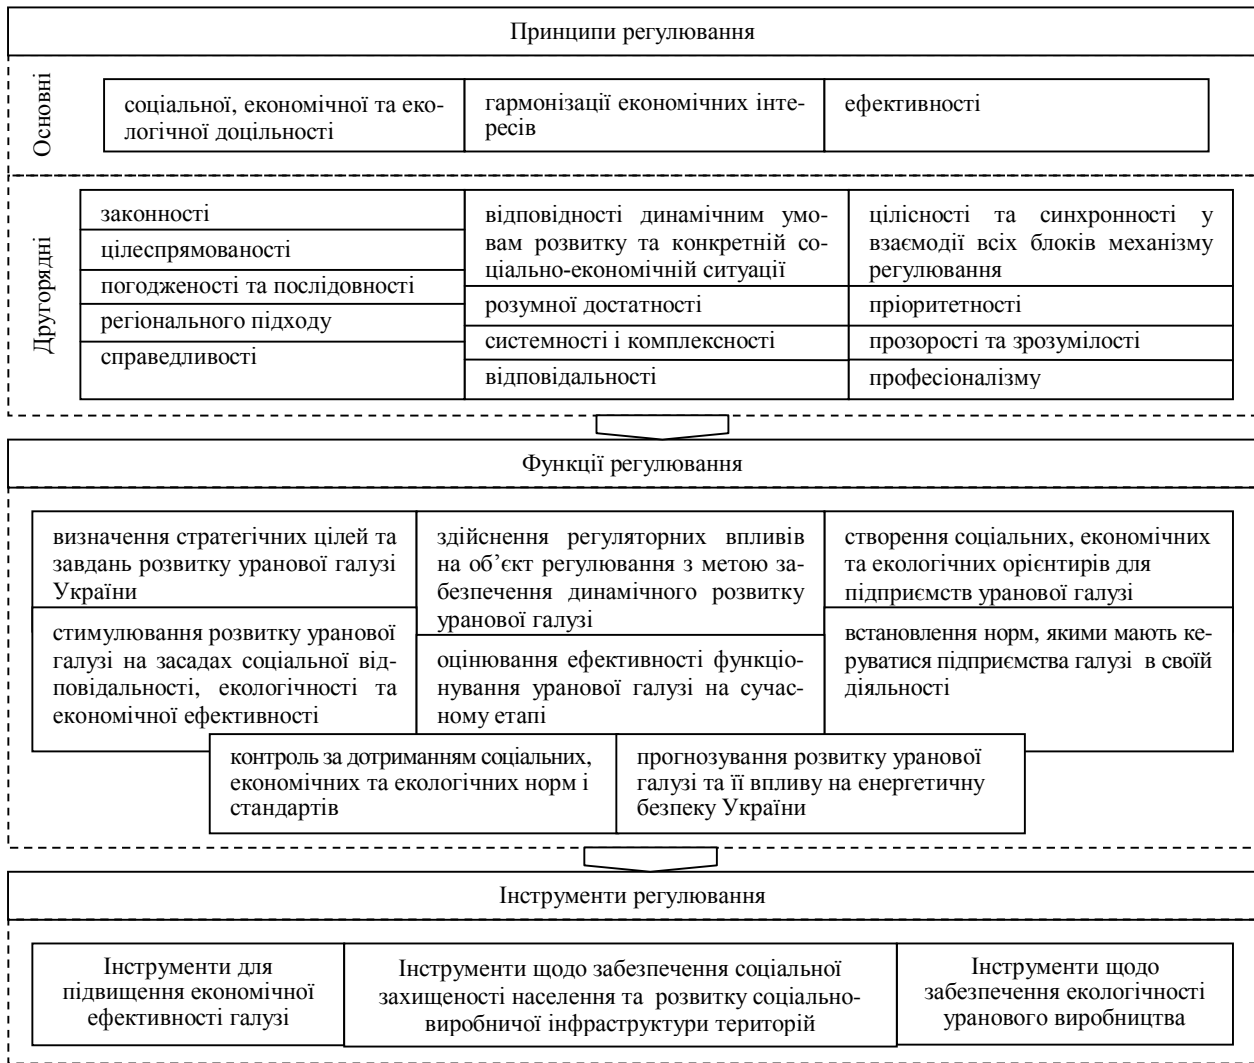 Принципи регулювання
Основні
соціальної, економічної та еко-
логічної доцільності
гармонізації економічних інте-
ресів
ефективності
Другорядні
законності
цілеспрямованості
погодженості та послідовності
регіонального підходу
справедливості
відповідності динамічним умо-
вам розвитку та конкретній со-
ціально-економічній ситуації
розумної достатності
системності і комплексності
відповідальності
цілісності та синхронності у
взаємодії всіх блоків механізму
регулювання
пріоритетності
прозорості та зрозумілості
професіоналізму
Функції регулювання
визначення стратегічних цілей та
завдань розвитку уранової галузі
України
здійснення регуляторних впливів
на об’єкт регулювання з метою за-
безпечення динамічного розвитку
уранової галузі
створення соціальних, економічних
та екологічних орієнтирів для
підприємств уранової галузі
стимулювання розвитку уранової
галузі на засадах соціальної від-
повідальності, екологічності та
економічної ефективності
оцінювання ефективності функціо-
нування уранової галузі на сучас-
ному етапі
встановлення норм, якими мають ке-
руватися підприємства галузі в своїй
діяльності
контроль за дотриманням соціальних,
економічних та екологічних норм і
стандартів
прогнозування розвитку уранової
галузі та її впливу на енергетичну
безпеку України
Інструменти регулювання
Інструменти для
підвищення економічної
ефективності галузі
Інструменти щодо забезпечення соціальної
захищеності населення та розвитку соціально-
виробничої інфраструктури територій
Інструменти щодо
забезпечення екологічності
уранового виробництва